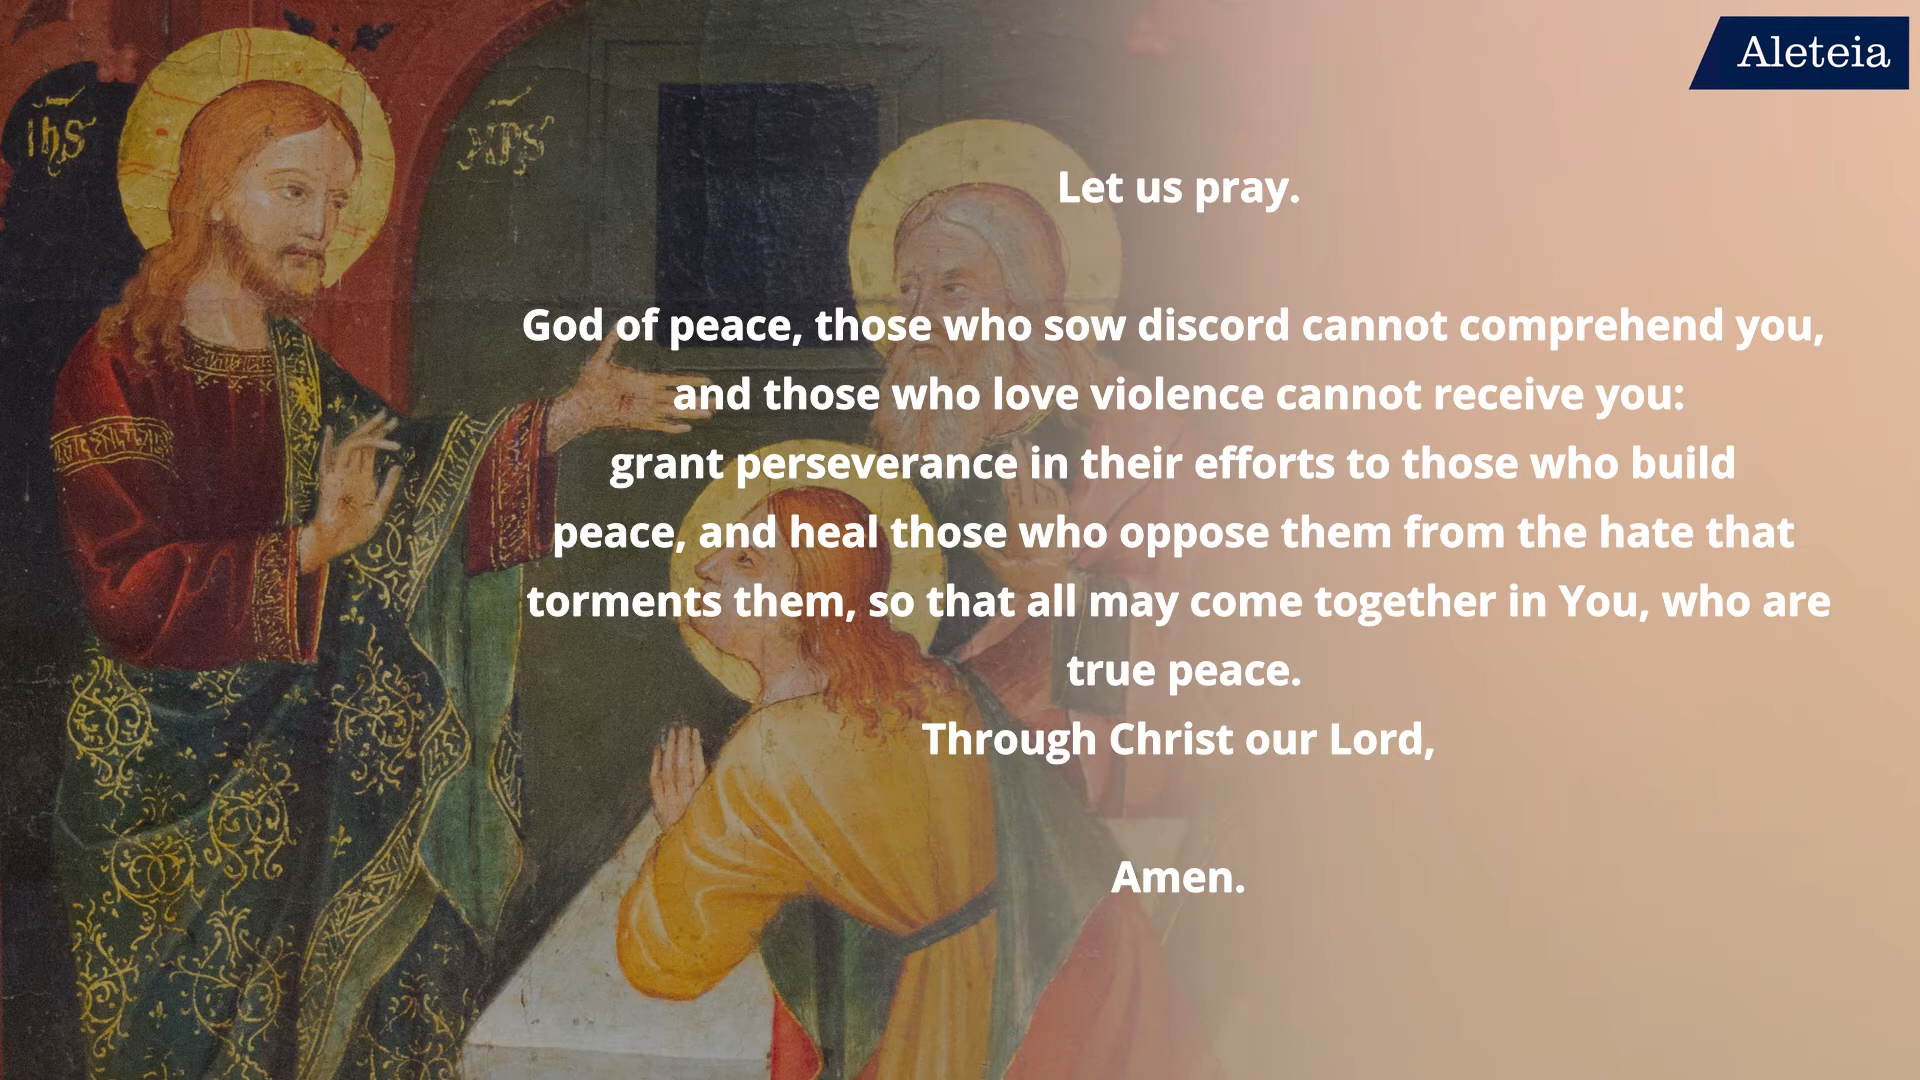 Aleteia
ihs
xps
Let us pray.
God of peace, those who sow discord cannot comprehend you,
and those who love violence cannot receive you:
grant perseverance in their efforts to those who build
peace, and heal those who oppose them from the hate that
torments them, so that all may come together in You, who are
true peace.
Through Christ our Lord,
Amen.